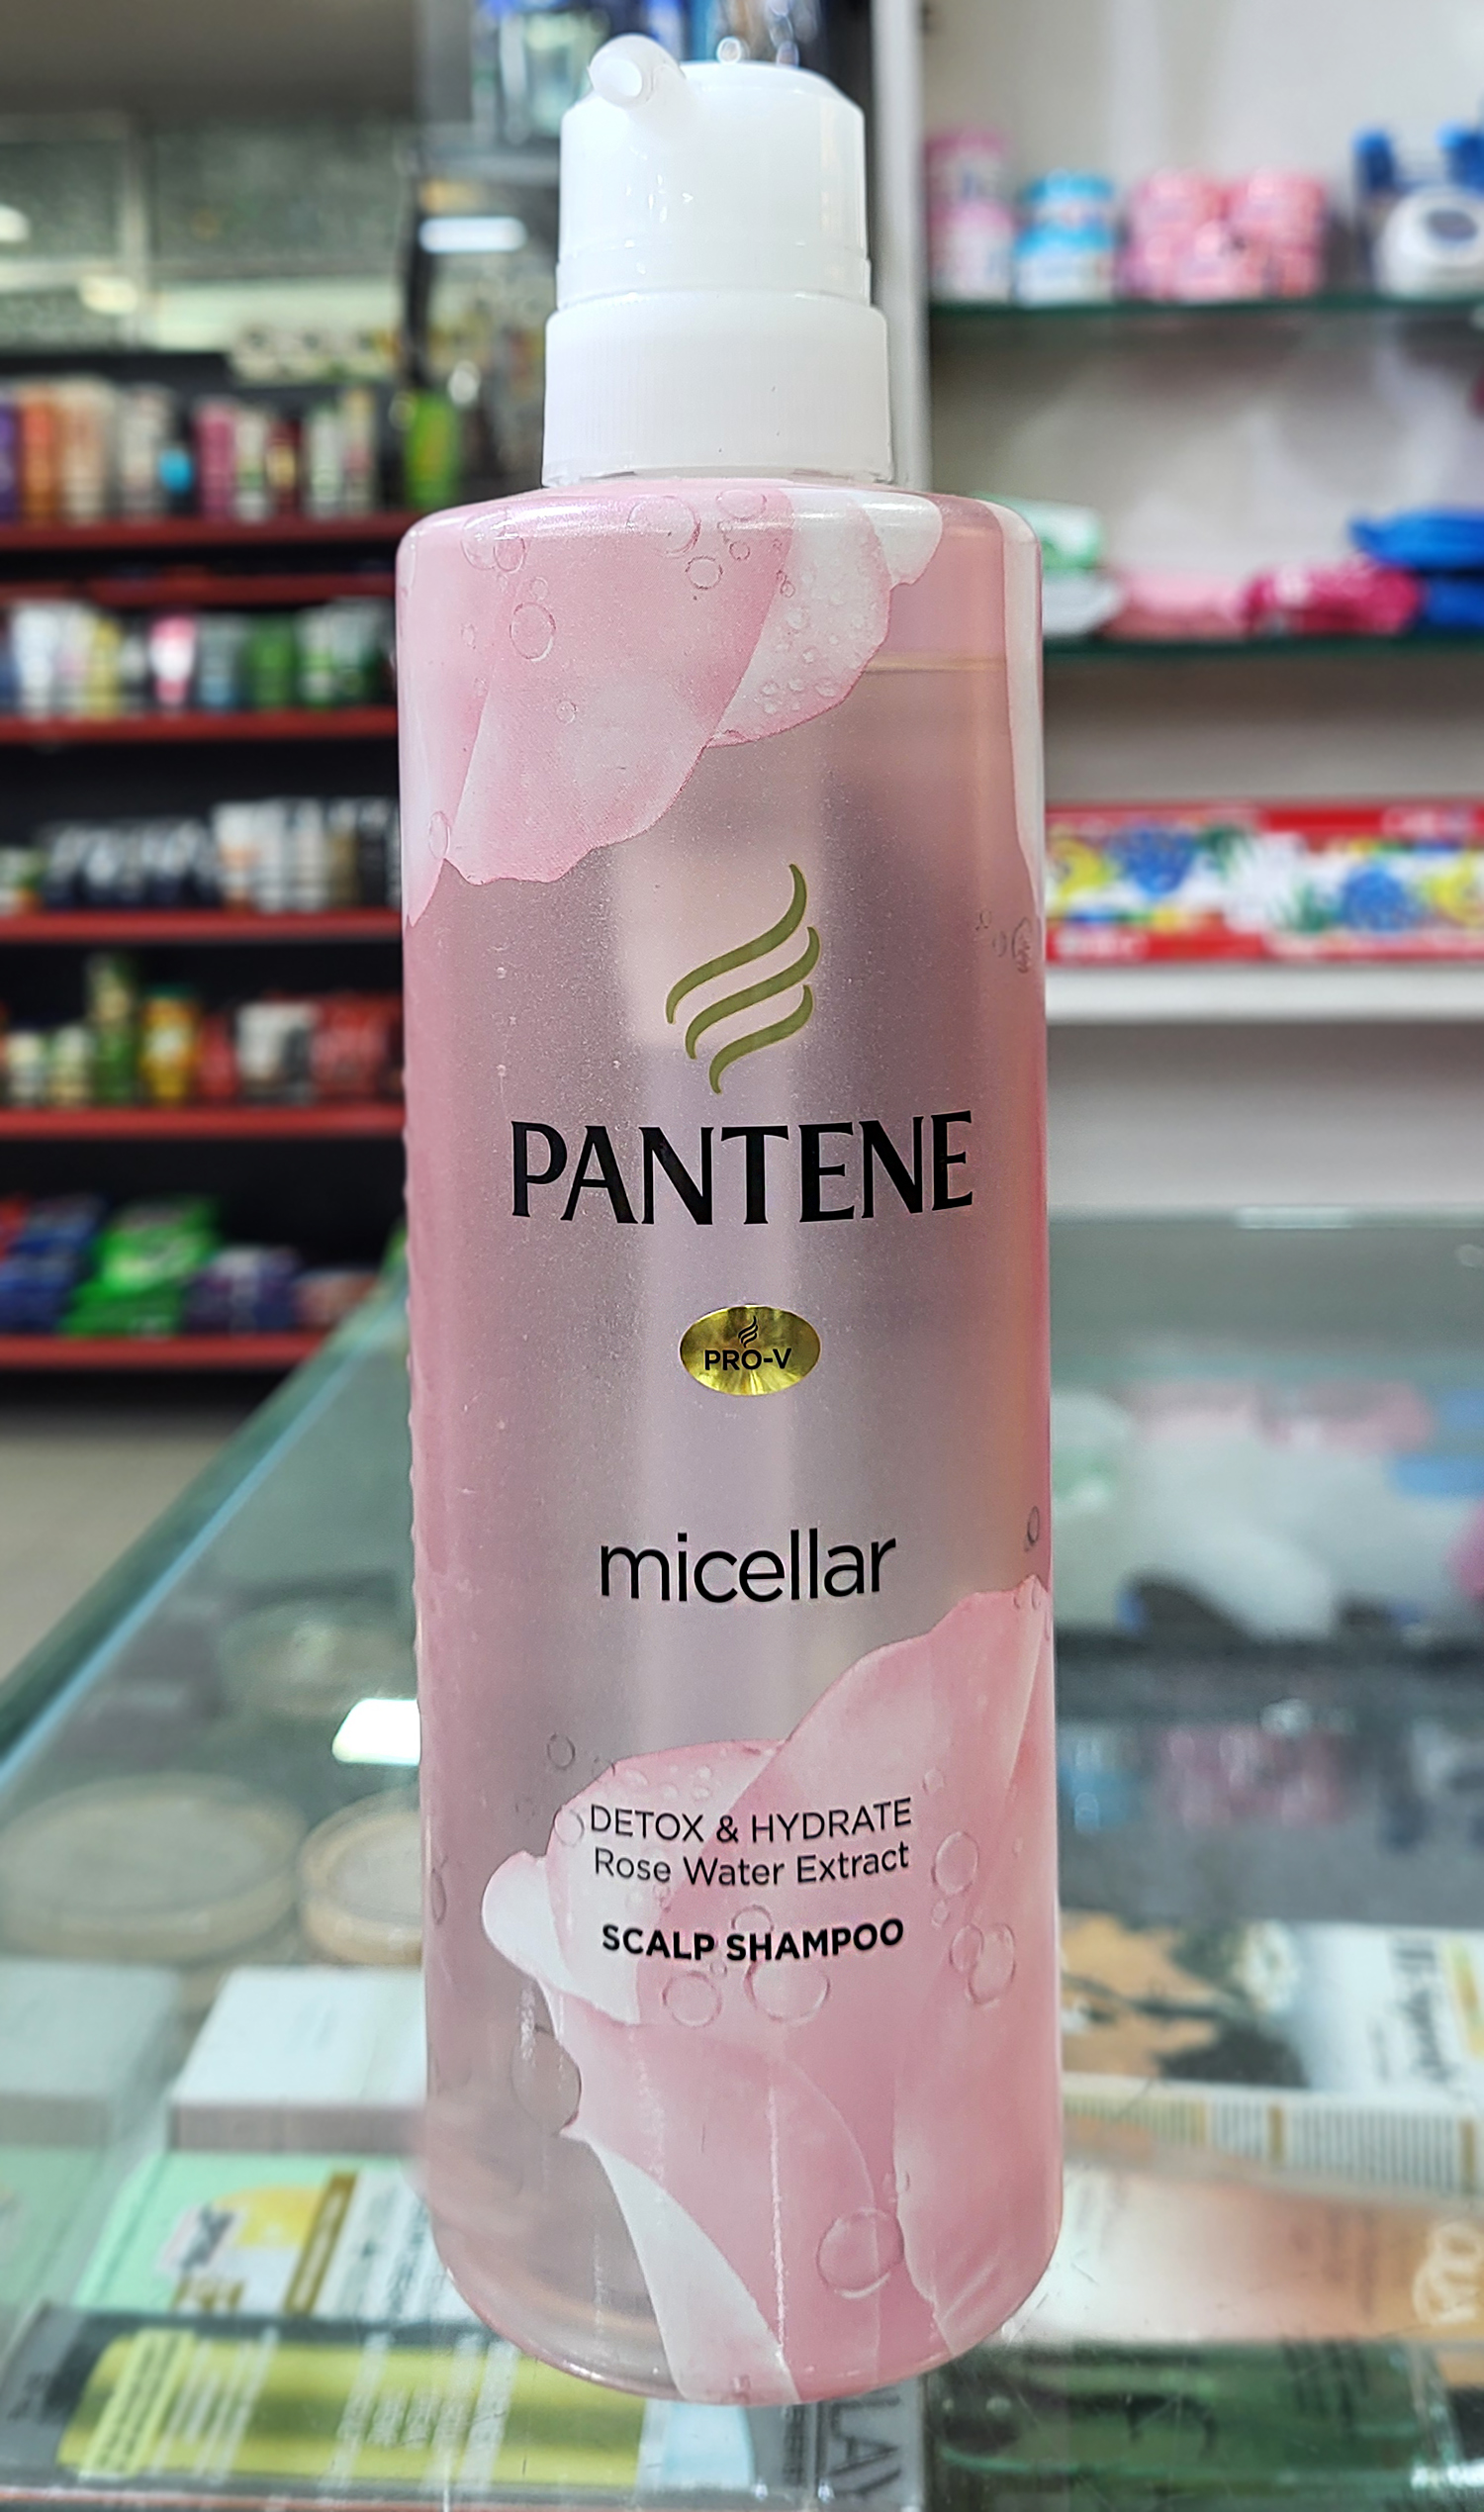 PANTENE
PRO-V
micellar
DETOX & HYDRATE
Rose Water Extract
SCALP SHAMPOO